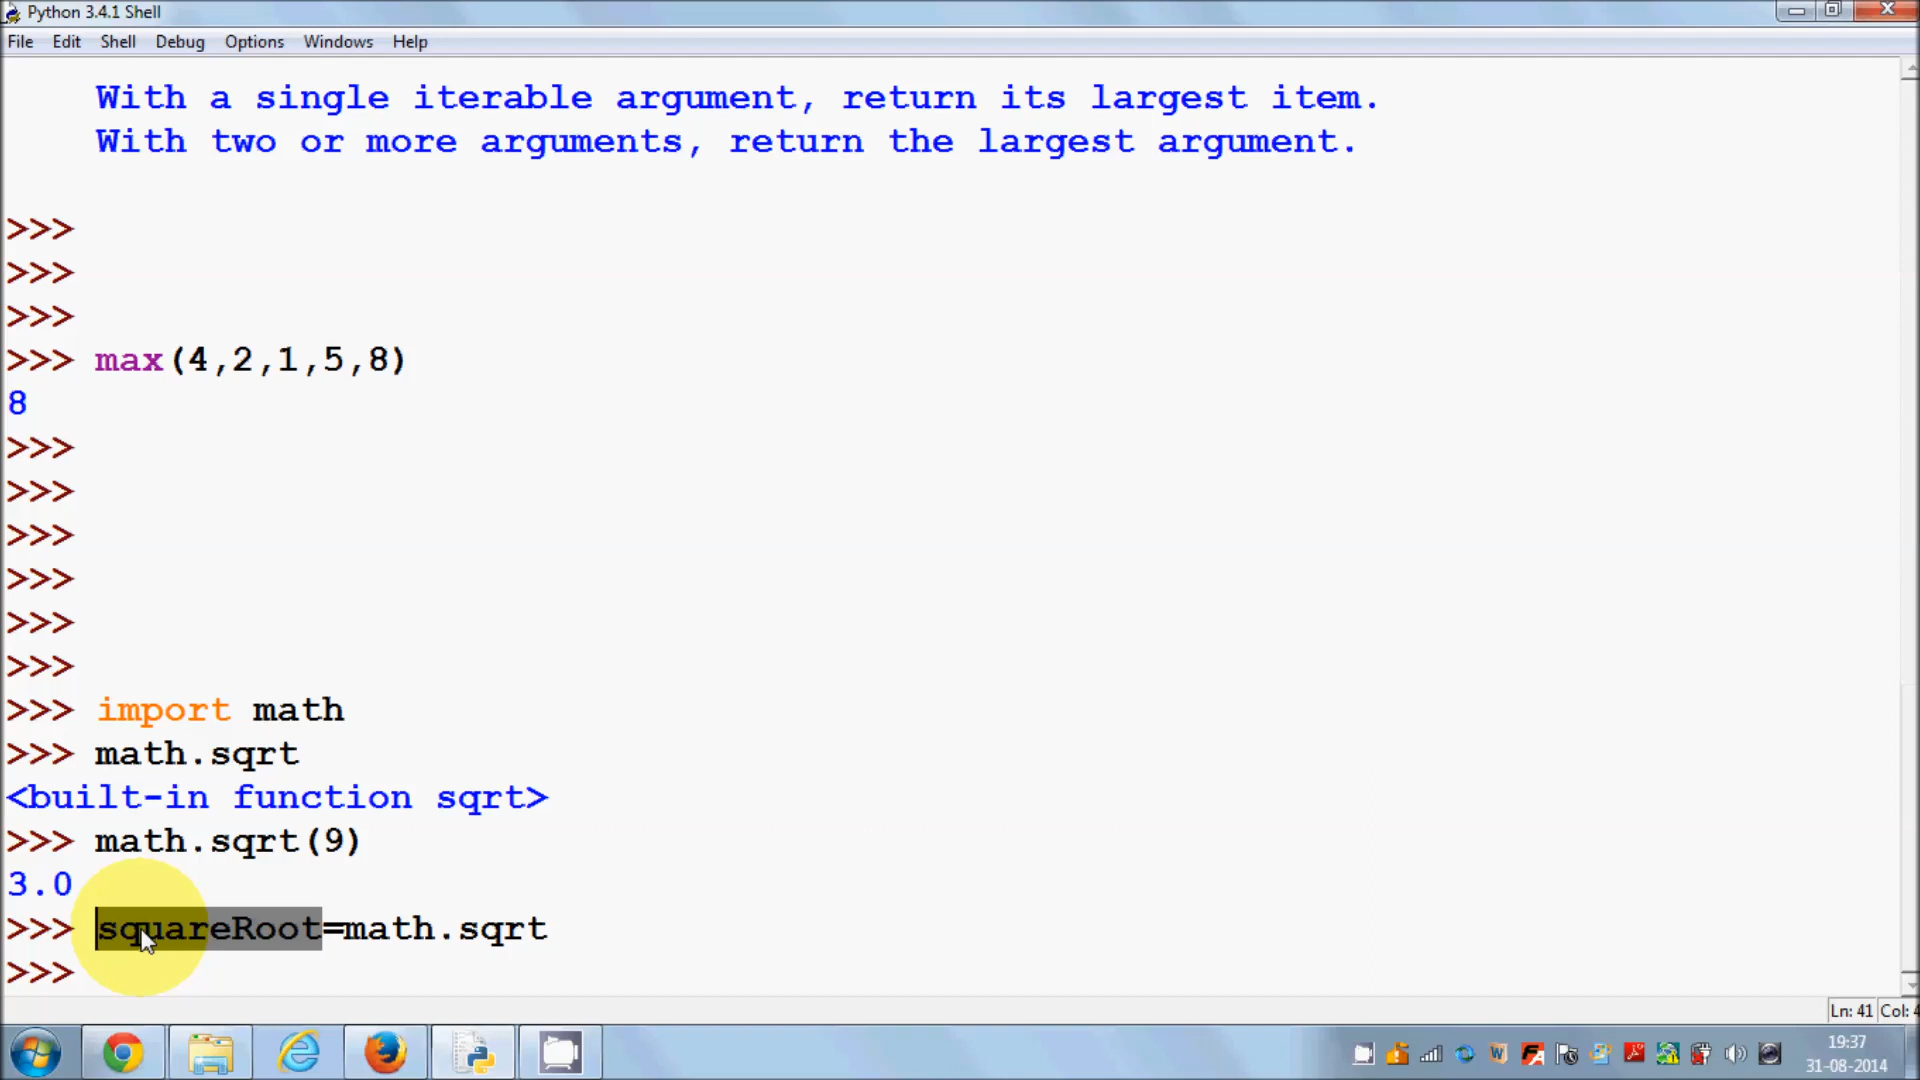 Python 3.4.1 Shell
File Edit Shell Debug Options Windows Help
With a single iterable argument, return its largest item.
With two or more arguments, return the largest argument.
>>>
>>>
>>>
>>> max(4,2,1,5,8)
8
>>>
>>>
>>>
>>>
>>>
>>>
>>> import math
>>> math.sqrt
<built-in function sqrt>
>>> math.sqrt(9)
3.0
>>> squareRoot=math.sqrt
>>>
Ln: 41 Col: 4
19:37
31-08-2014